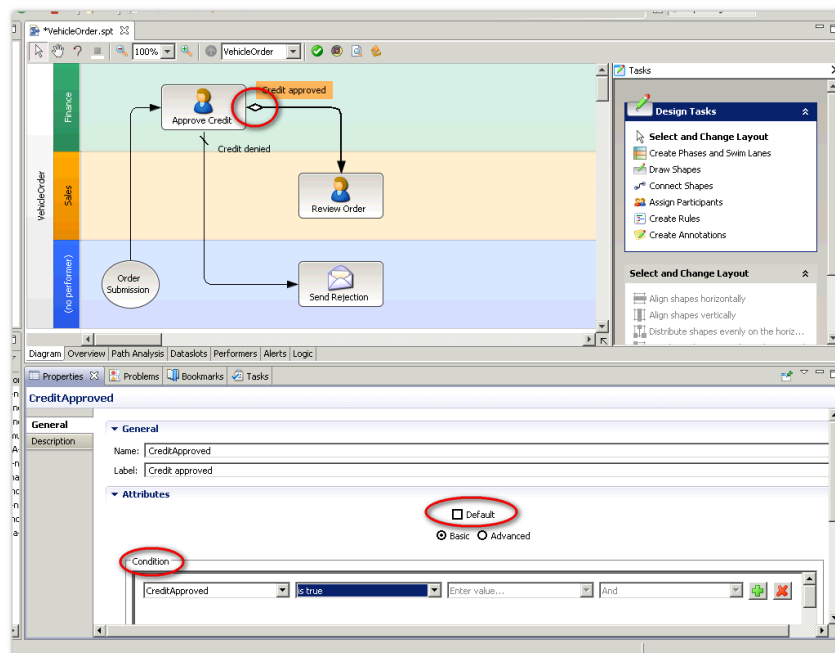 *VehicleOrder.spt
100%
VehicleOrder
VehicleOrder
Finance
Sales
(no performer)
Credit approved
Approve Credit
Credit denied
Review Order
Order
Submission
Send Rejection
Tasks
Design Tasks
Select and Change Layout
Create Phases and Swim Lanes
Draw Shapes
Connect Shapes
Assign Participants
Create Rules
Create Annotations
Select and Change Layout
Align shapes horizontally
Align shapes vertically
Distribute shapes evenly on the horiz...
Diagram Overview Path Analysis Dataslots Performers Alerts Logic
Properties Problems Bookmarks Tasks
CreditApproved
General
Description
General
Name: CreditApproved
Label: Credit approved
Attributes
Default
Basic Advanced
Condition
CreditApproved is true Enter value... And